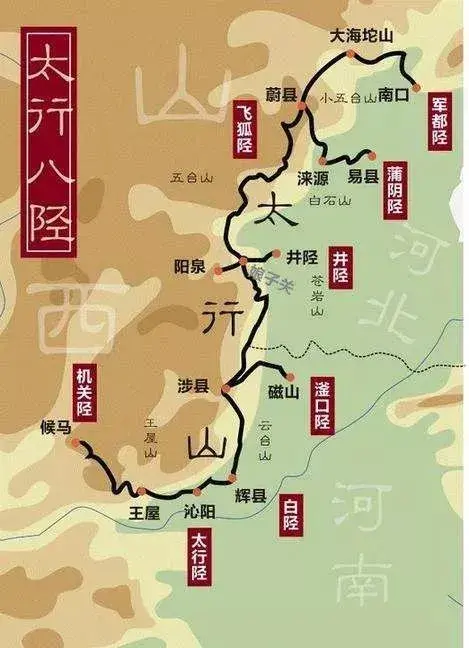 太行八陉
山
西
河北
河南
太行山
大海坨山
蔚县
小五台山
南口
军都陉
飞狐陉
涞源
易县
蒲阴陉
五台山
白石山
阳泉
娘子关
井陉
井陉
苍岩山
涉县
磁山
滏口陉
机关陉
候马
王屋山
云台山
王屋
沁阳
辉县
白陉
太行陉